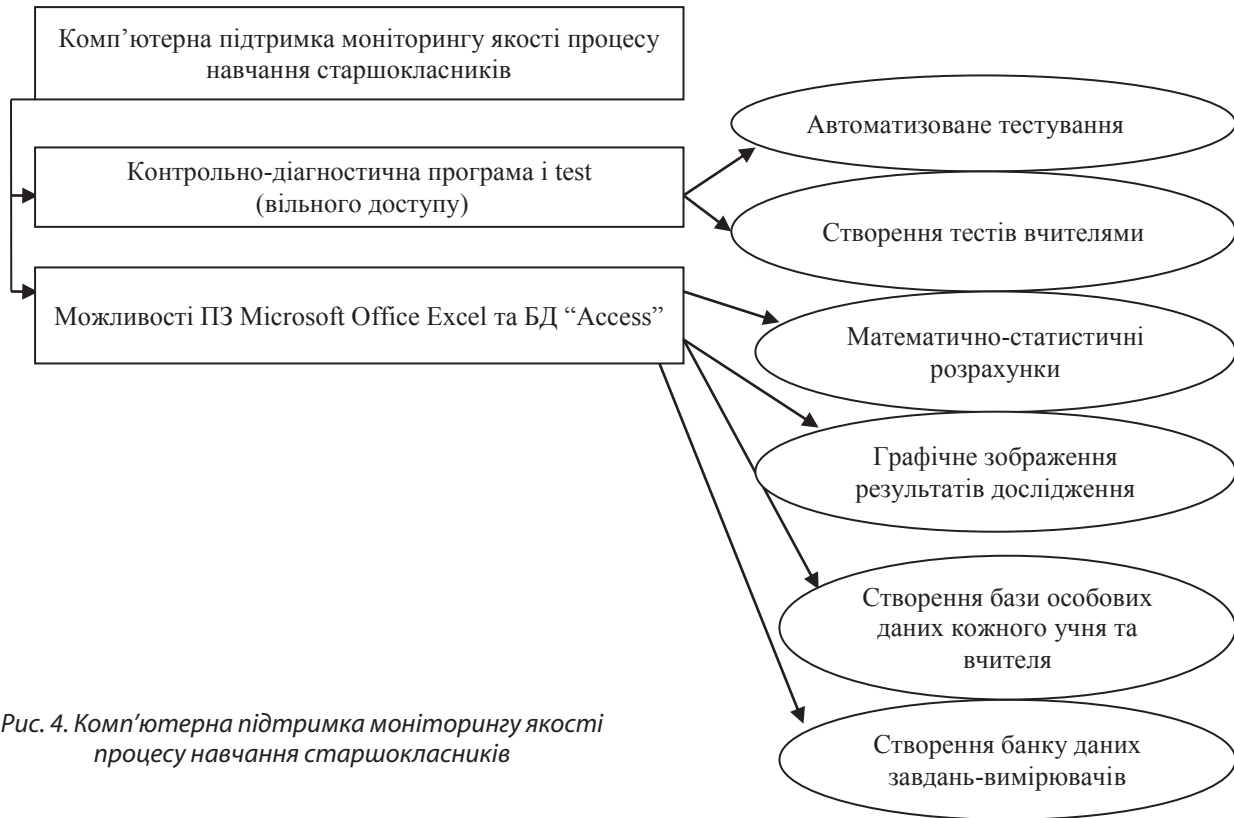 Комп’ютерна підтримка моніторингу якості процесу
навчання старшокласників
Автоматизоване тестування
Контрольно-діагностична програма і test
(вільного доступу)
Створення тестів вчителями
Можливості ПЗ Microsoft Office Excel та БД “Access”
Математично-статистичні
розрахунки
Графічне зображення
результатів дослідження
Створення бази особових
даних кожного учня та
вчителя
Створення банку даних
завдань-вимірювачів
Рис. 4. Комп’ютерна підтримка моніторингу якості
процесу навчання старшокласників